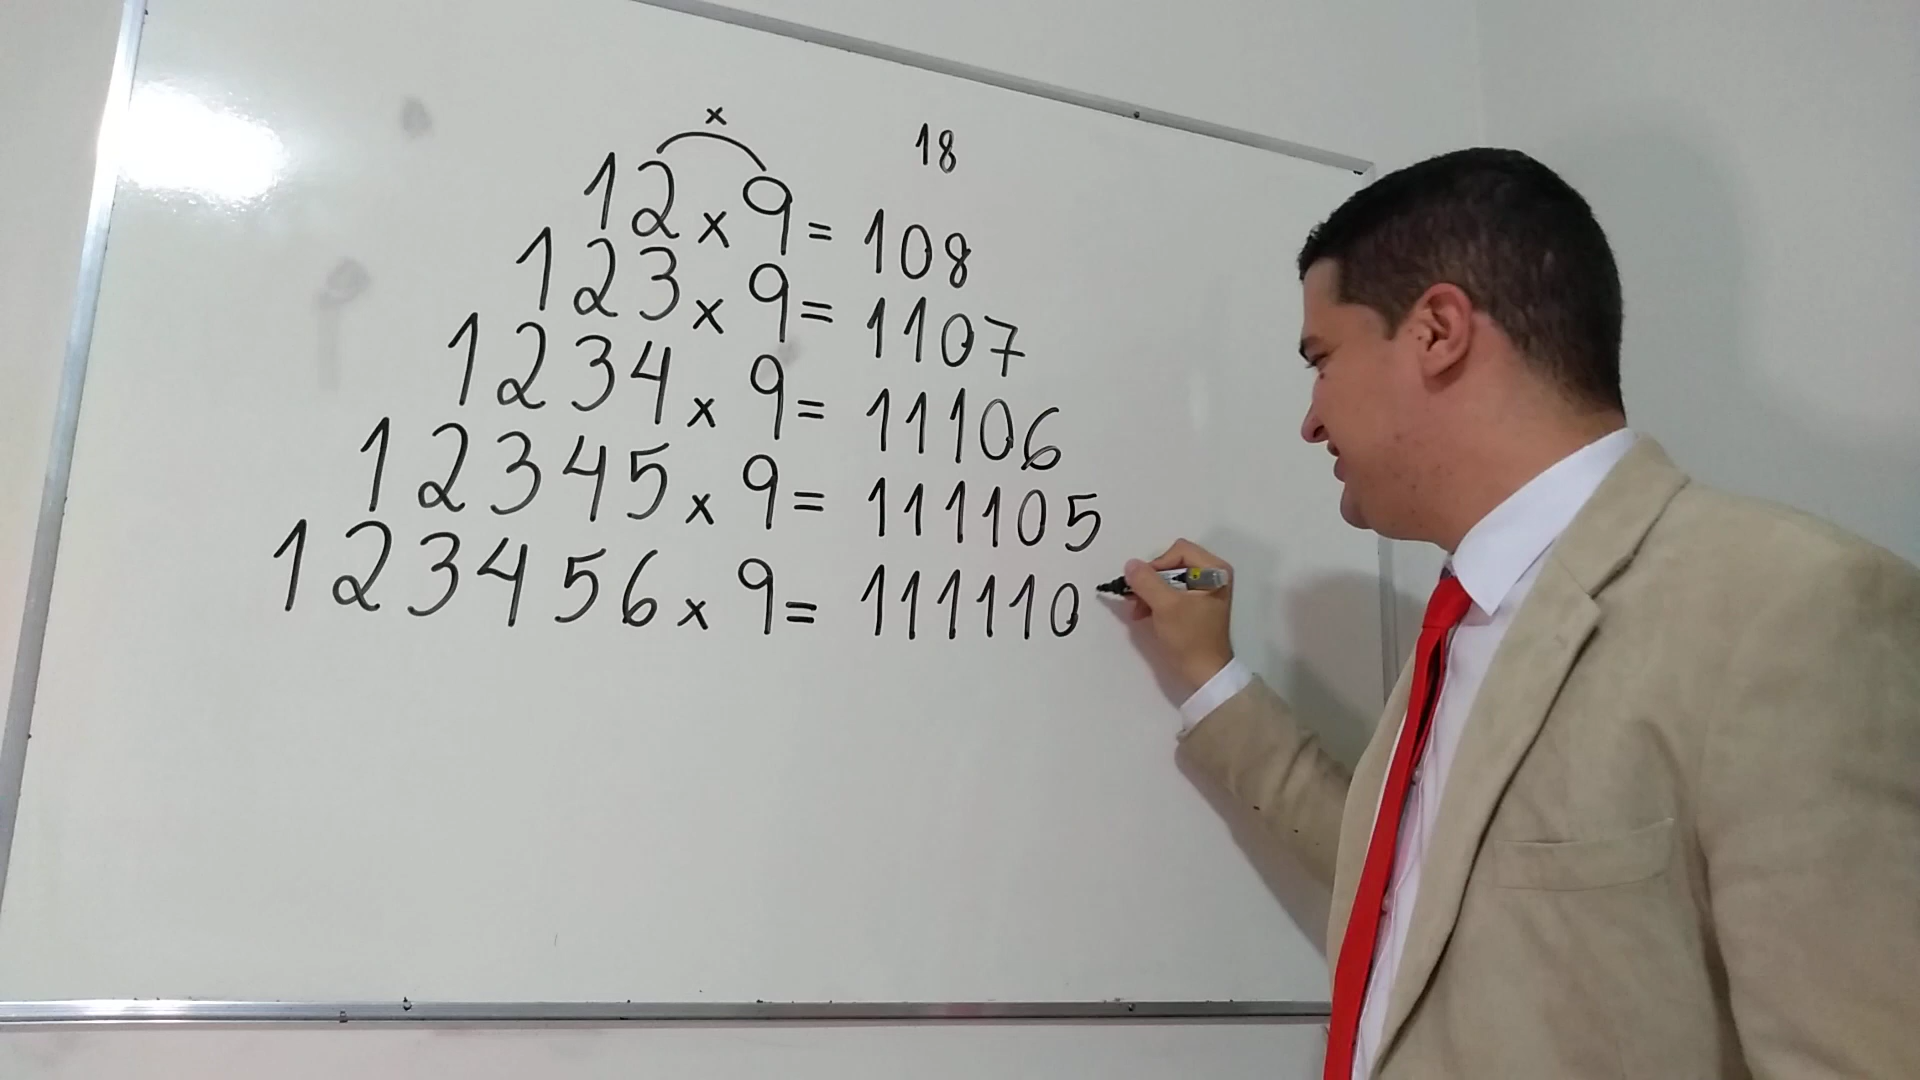 x
18
12 x 9 = 108
123 x 9 = 1107
1234 x 9 = 11106
12345 x 9 = 111105
123456 x 9 = 111110